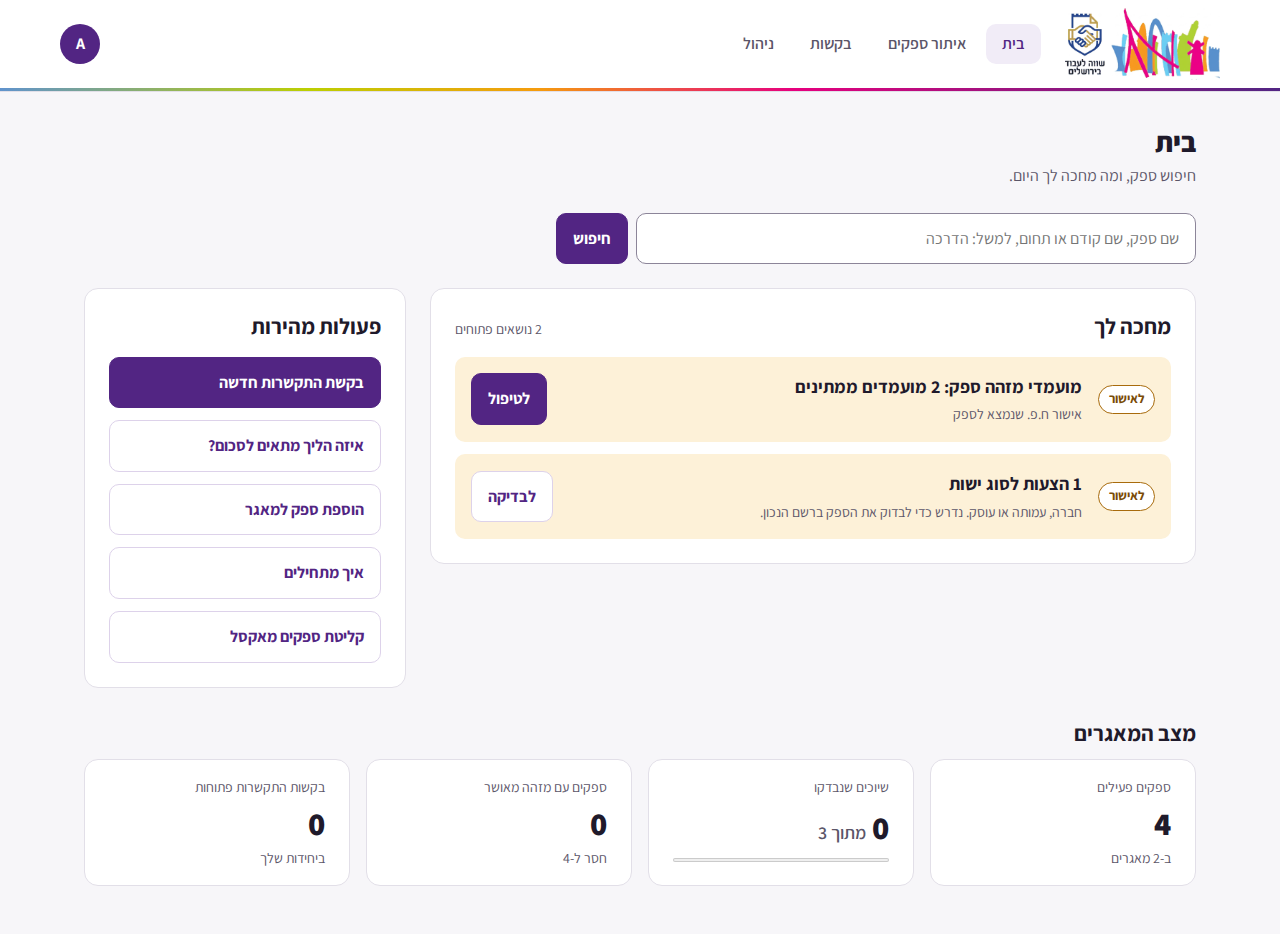 שווה לעבוד
בירושלים
בית
איתור ספקים
בקשות
ניהול
A
בית
חיפוש ספק, ומה מחכה לך היום.
שם ספק, שם קודם או תחום, למשל: הדרכה
חיפוש
מחכה לך
2 נושאים פתוחים
לאישור
מועמדי מזהה ספק: 2 מועמדים ממתינים
אישור ח.פ. שנמצא לספק
לטיפול
לאישור
1 הצעות לסוג ישות
חברה, עמותה או עוסק. נדרש כדי לבדוק את הספק ברשם הנכון.
לבדיקה
פעולות מהירות
בקשת התקשרות חדשה
איזה הליך מתאים לסכום?
הוספת ספק למאגר
איך מתחילים
קליטת ספקים מאקסל
מצב המאגרים
ספקים פעילים
4
ב-2 מאגרים
שיוכים שנבדקו
0 מתוך 3
ספקים עם מזהה מאושר
0
חסר ל-4
בקשות התקשרות פתוחות
0
ביחידות שלך